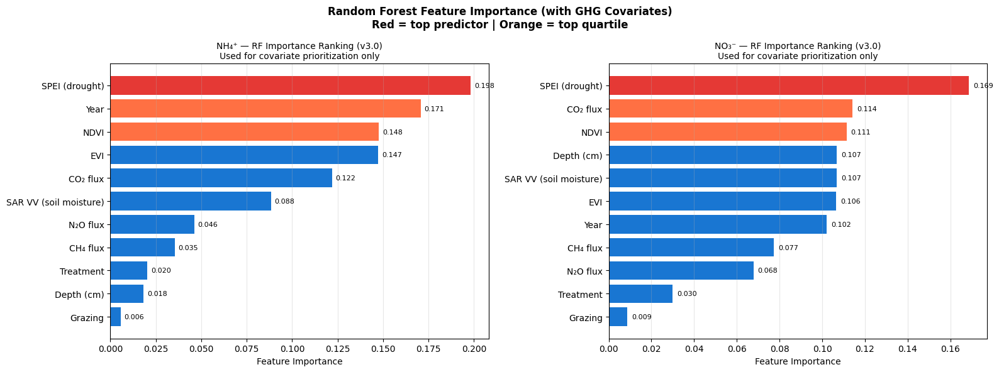 Random Forest Feature Importance (with GHG Covariates)
Red = top predictor | Orange = top quartile
NH₄⁺ — RF Importance Ranking (v3.0)
Used for covariate prioritization only
SPEI (drought) 0.198
Year 0.171
NDVI 0.148
EVI 0.147
CO₂ flux 0.122
SAR VV (soil moisture) 0.088
N₂O flux 0.046
CH₄ flux 0.035
Treatment 0.020
Depth (cm) 0.018
Grazing 0.006
0.000 0.025 0.050 0.075 0.100 0.125 0.150 0.175 0.200
Feature Importance
NO₃⁻ — RF Importance Ranking (v3.0)
Used for covariate prioritization only
SPEI (drought) 0.169
CO₂ flux 0.114
NDVI 0.111
Depth (cm) 0.107
SAR VV (soil moisture) 0.107
EVI 0.106
Year 0.102
CH₄ flux 0.077
N₂O flux 0.068
Treatment 0.030
Grazing 0.009
0.00 0.02 0.04 0.06 0.08 0.10 0.12 0.14 0.16
Feature Importance